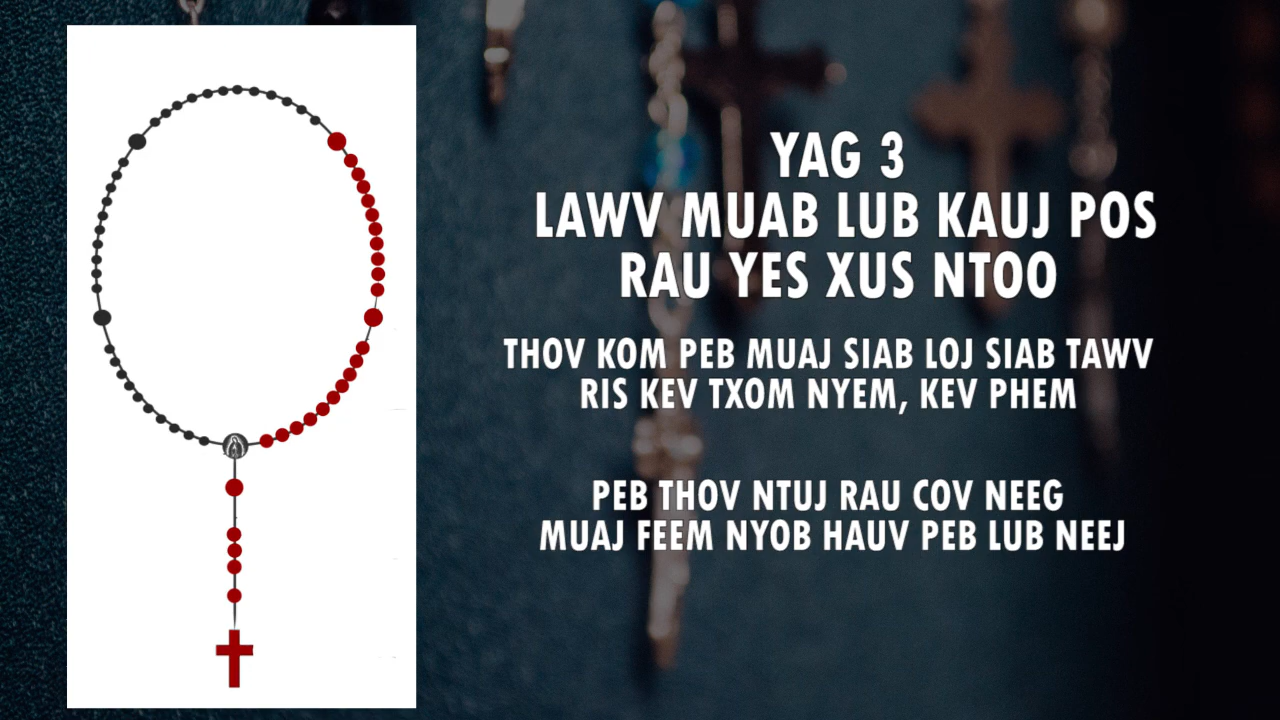 YAG 3
LAWV MUAB LUB KAUJ POS
RAU YES XUS NTOO
THOV KOM PEB MUAJ SIAB LOJ SIAB TAWV
RIS KEV TXOM NYEM, KEV PHEM
PEB THOV NTUJ RAU COV NEEG
MUAJ FEEM NYOB HAUV PEB LUB NEEJ